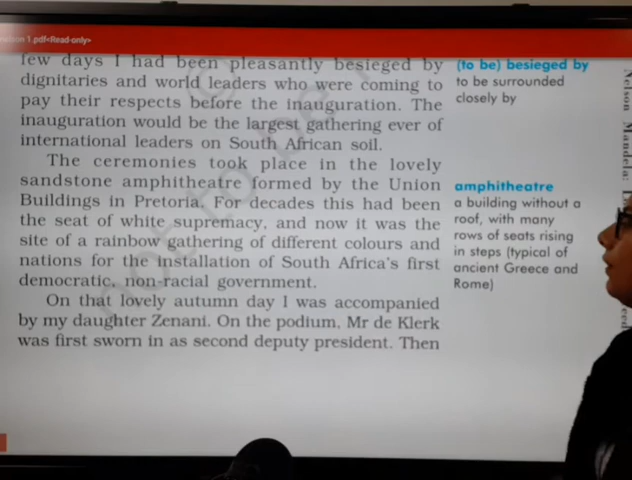 1.pdf<Read-only>
few days I had been pleasantly besieged by
dignitaries and world leaders who were coming to
pay their respects before the inauguration. The
inauguration would be the largest gathering ever of
international leaders on South African soil.
The ceremonies took place in the lovely
sandstone amphitheatre formed by the Union
Buildings in Pretoria. For decades this had been
the seat of white supremacy, and now it was the
site of a rainbow gathering of different colours and
nations for the installation of South Africa's first
democratic, non-racial government.
On that lovely autumn day I was accompanied
by my daughter Zenani. On the podium, Mr de Klerk
was first sworn in as second deputy president. Then
(to be) besieged by
to be surrounded
closely by
amphitheatre
a building without a
roof, with many
rows of seats rising
in steps (typical of
ancient Greece and
Rome)
Nelson Mandela:
not to be